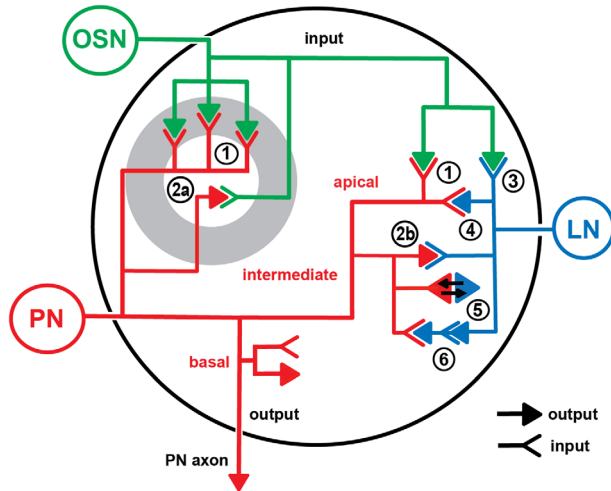 OSN
input
1
2a
apical
1
3
4
LN
2b
intermediate
5
PN
6
basal
output
output
PN axon
input